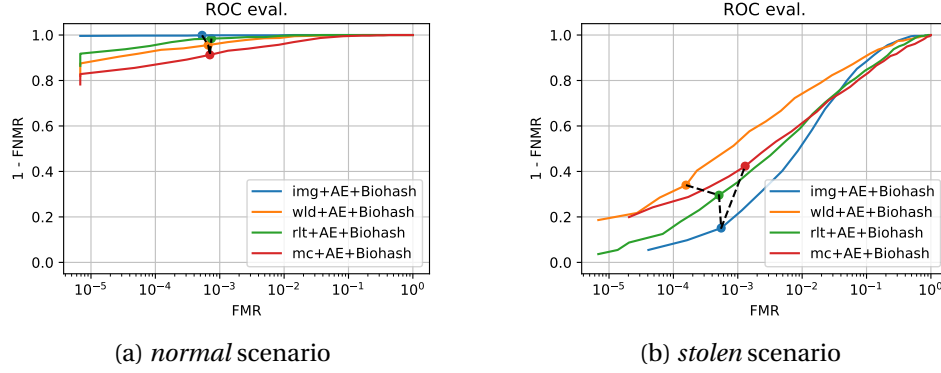 ROC eval.
1 - FNMR
1.0
0.8
0.6
0.4
0.2
0.0
img+AE+Biohash
wld+AE+Biohash
rlt+AE+Biohash
mc+AE+Biohash
10⁻⁵ 10⁻⁴ 10⁻³ 10⁻² 10⁻¹ 10⁰
FMR
(a) normal scenario
ROC eval.
1 - FNMR
1.0
0.8
0.6
0.4
0.2
0.0
img+AE+Biohash
wld+AE+Biohash
rlt+AE+Biohash
mc+AE+Biohash
10⁻⁵ 10⁻⁴ 10⁻³ 10⁻² 10⁻¹ 10⁰
FMR
(b) stolen scenario